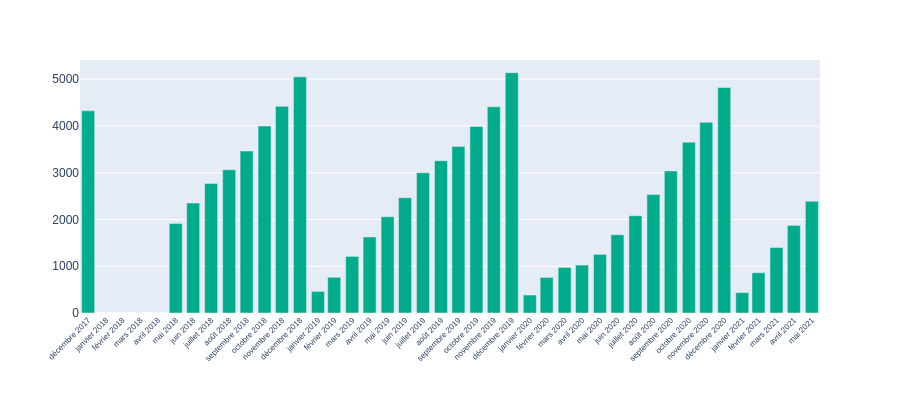 5000
4000
3000
2000
1000
0
décembre 2017
janvier 2018
février 2018
mars 2018
avril 2018
mai 2018
juin 2018
juillet 2018
août 2018
septembre 2018
octobre 2018
novembre 2018
décembre 2018
janvier 2019
février 2019
mars 2019
avril 2019
mai 2019
juin 2019
juillet 2019
août 2019
septembre 2019
octobre 2019
novembre 2019
décembre 2019
janvier 2020
février 2020
mars 2020
avril 2020
mai 2020
juin 2020
juillet 2020
août 2020
septembre 2020
octobre 2020
novembre 2020
décembre 2020
janvier 2021
février 2021
mars 2021
avril 2021
mai 2021